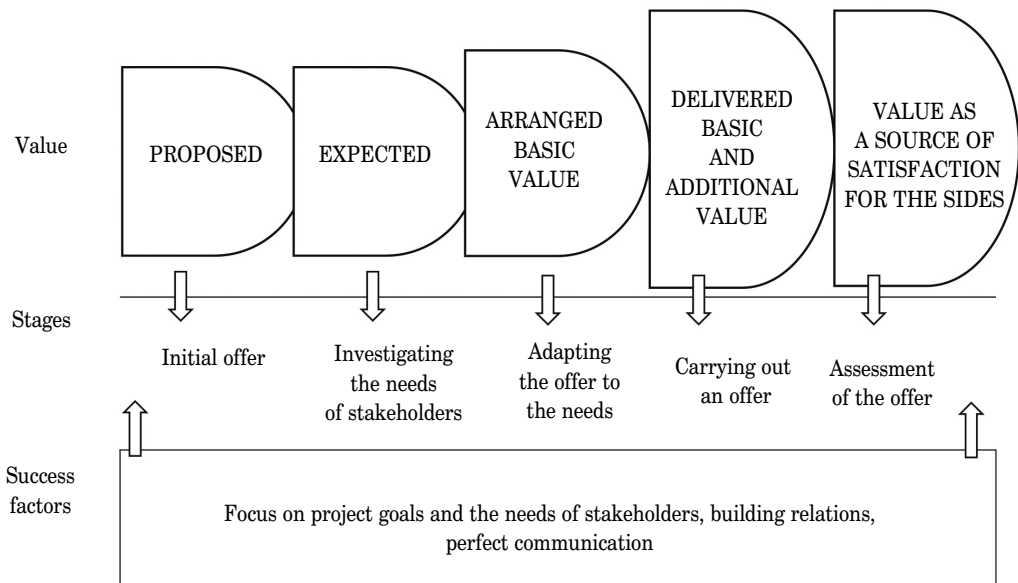 Value
PROPOSED
EXPECTED
ARRANGED
BASIC
VALUE
DELIVERED
BASIC
AND
ADDITIONAL
VALUE
VALUE AS
A SOURCE OF
SATISFACTION
FOR THE SIDES
Stages
Initial offer
Investigating
the needs
of stakeholders
Adapting
the offer to
the needs
Carrying out
an offer
Assessment
of the offer
Success
factors
Focus on project goals and the needs of stakeholders, building relations,
perfect communication